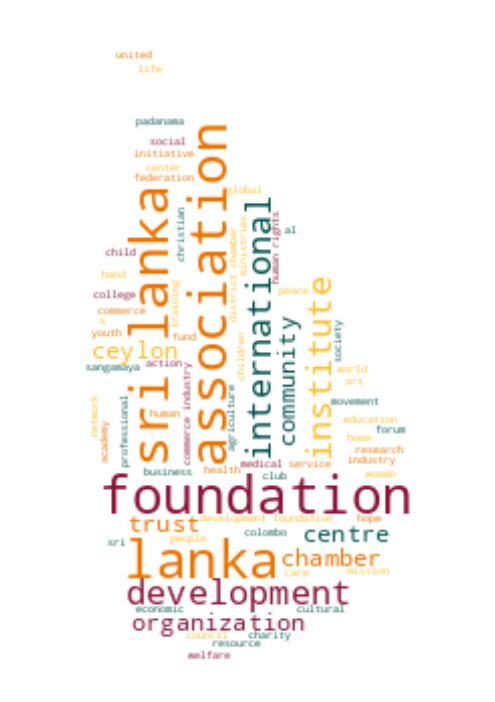 united
life
padanama
social
initiative
center
federation
sri lanka
association
global
christian
international
human rights
al
ministries
district chamber
child
hand
college
commerce
s
training
peace
institute
youth
fund
ceylon
community
society
children
sangamaya
action
commerce industry
world
art
agriculture
network
academy
professional
human
movement
education
forum
home
research
business
health
medical
service
industry
club
women
foundation
trust
development foundation
hope
colombo
centre
sri
people
lanka
chamber
care
mission
development
economic
cultural
organization
council
charity
resource
welfare